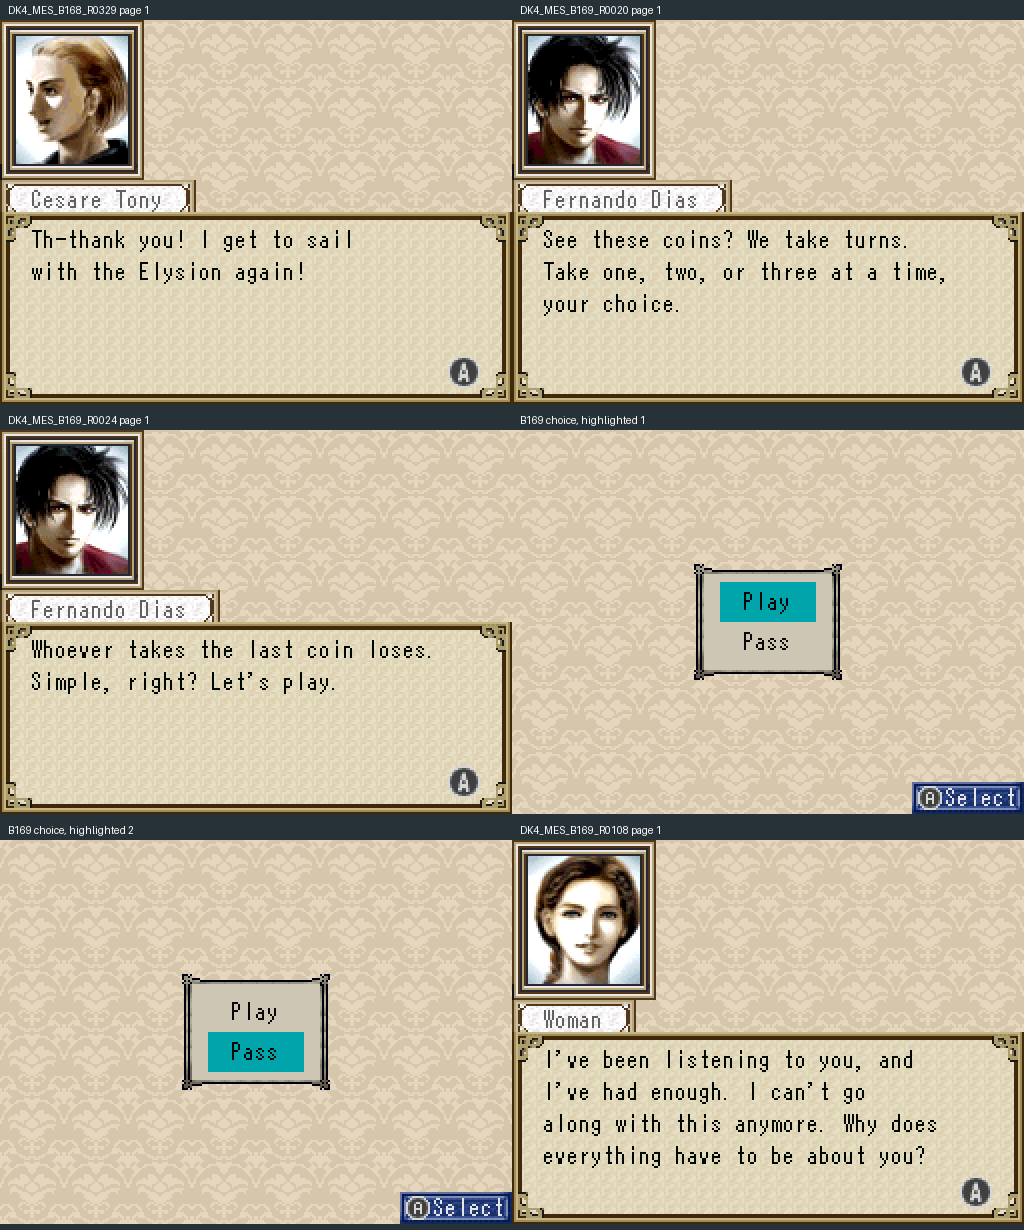 DK4_MES_B168_R0329 page 1
Cesare Tony
Th-thank you! I get to sail
with the Elysion again!
A
DK4_MES_B169_R0020 page 1
Fernando Dias
See these coins? We take turns.
Take one, two, or three at a time,
your choice.
A
DK4_MES_B169_R0024 page 1
Fernando Dias
Whoever takes the last coin loses.
Simple, right? Let's play.
A
B169 choice, highlighted 1
Play
Pass
A Select
B169 choice, highlighted 2
Play
Pass
A Select
DK4_MES_B169_R0108 page 1
Woman
I've been listening to you, and
I've had enough. I can't go
along with this anymore. Why does
everything have to be about you?
A